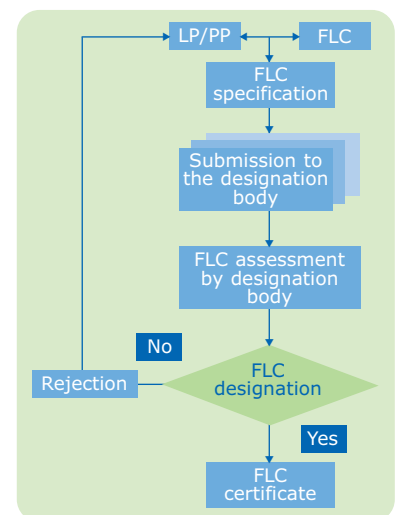 LP/PP
FLC
FLC
specification
Submission to
the designation
body
FLC assessment
by designation
body
No
FLC
designation
Rejection
Yes
FLC
certificate